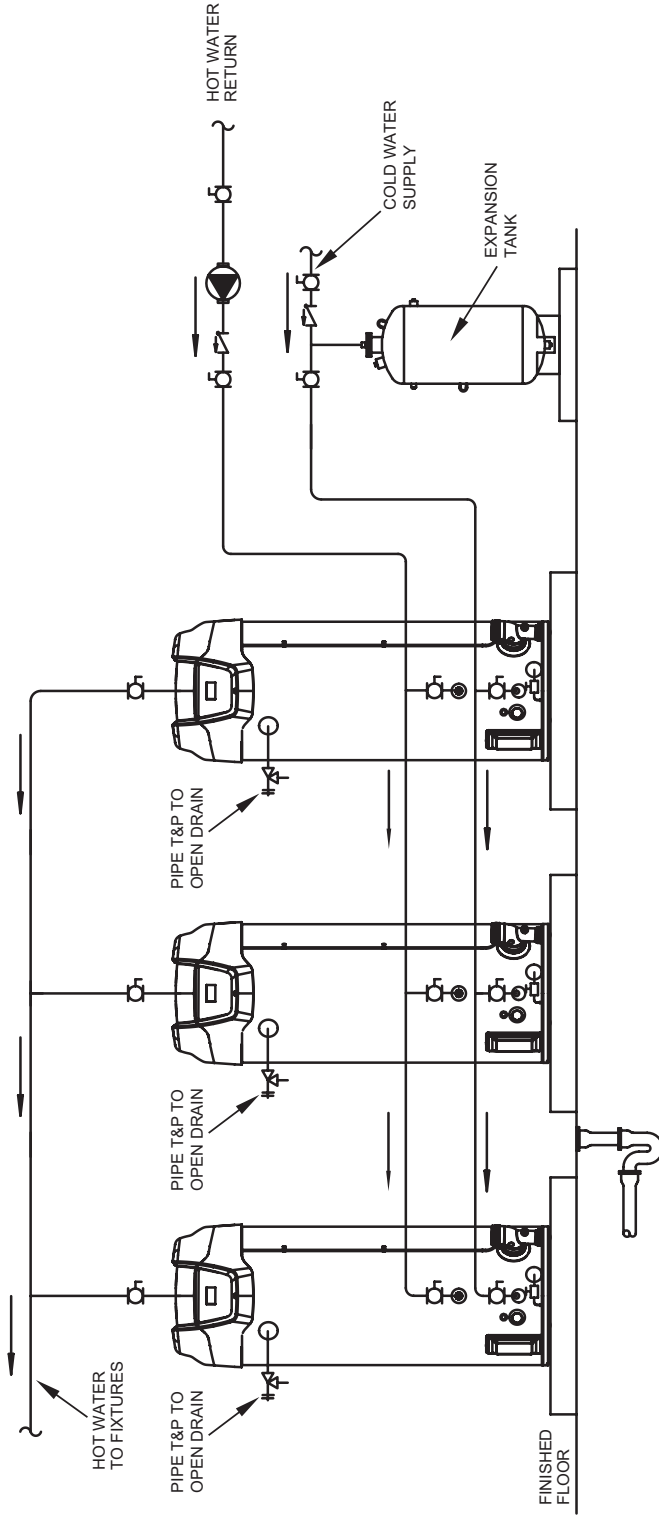 HOT WATER
TO FIXTURES
PIPE T&P TO
OPEN DRAIN
PIPE T&P TO
OPEN DRAIN
PIPE T&P TO
OPEN DRAIN
HOT WATER
RETURN
COLD WATER
SUPPLY
EXPANSION
TANK
FINISHED
FLOOR